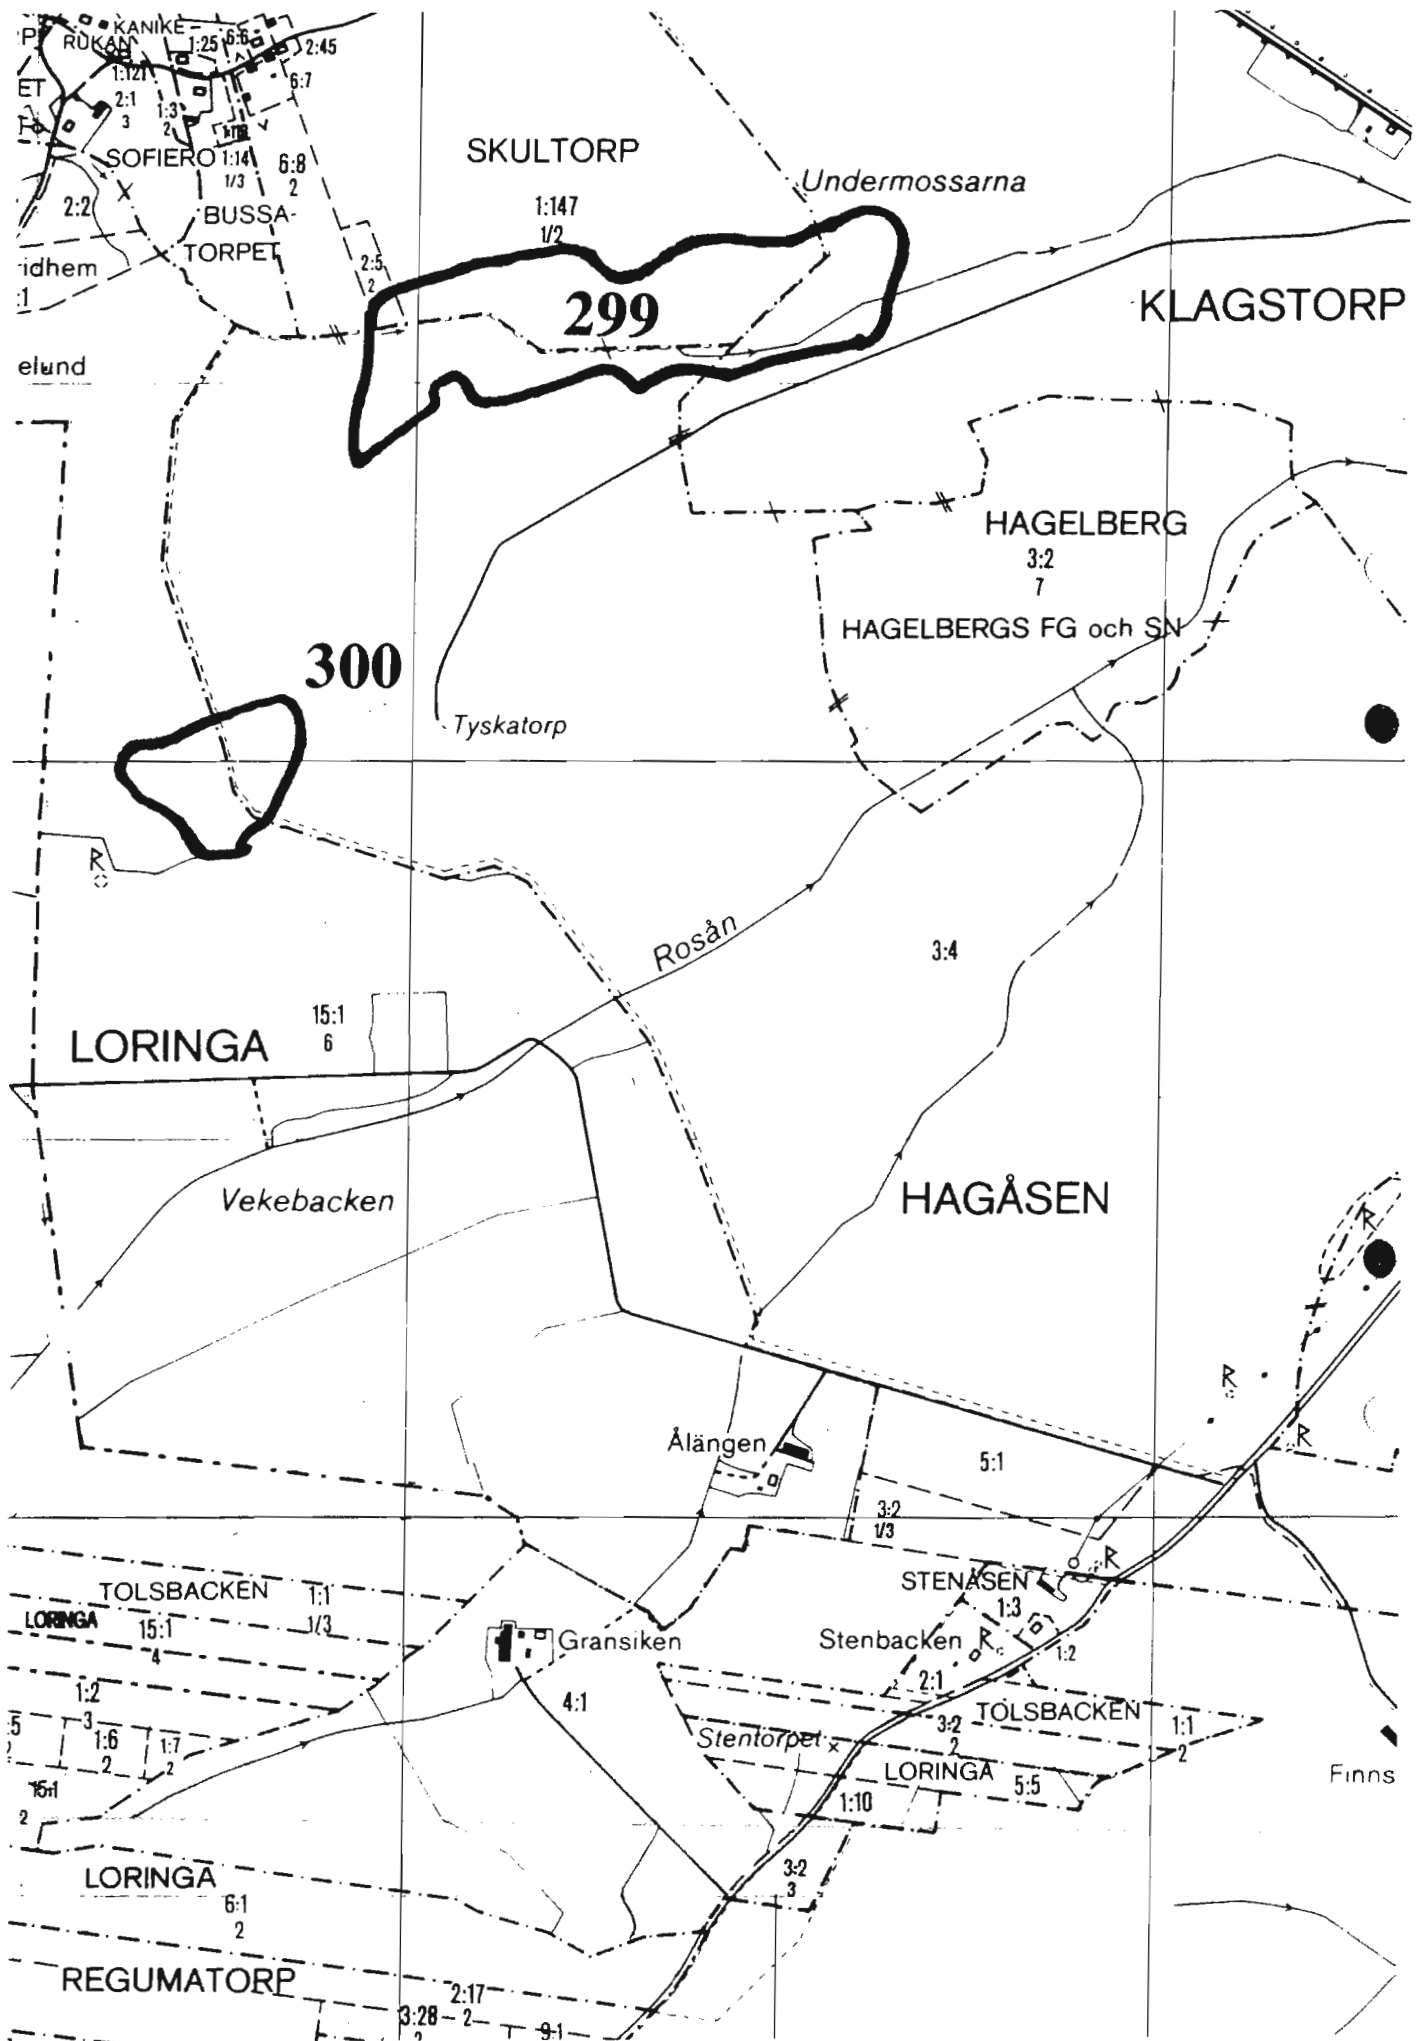 KANIKE-
RUKAN
1:25
6:6
2:45
6:7
1:121
2:1
3
1:3
2
ET
SOFIERO
1:14
1/3
6:8
2
2:2
BUSSA-
TORPET
2:5
2
idhem
:1
elund
SKULTORP
1:147
1/2
Undermossarna
299
KLAGSTORP
HAGELBERG
3:2
7
HAGELBERGS FG och SN
300
Tyskatorp
R
Rosån
3:4
LORINGA
15:1
6
Vekebacken
HAGÅSEN
R
R
R
Ålängen
5:1
3:2
1/3
R
STENÅSEN
1:3
TOLSBACKEN
1:1
1/3
LORINGA
15:1
4
Gransiken
Stenbacken
R
1:2
2:1
2
4:1
1:2
3
:5
2
1:6
2
1:7
2
TOLSBACKEN
1:1
2
3:2
2
Stentorpet
LORINGA
5:5
Finns
15:1
2
1:10
LORINGA
6:1
2
3:2
3
REGUMATORP
2:17
2
3:28
2
9:1